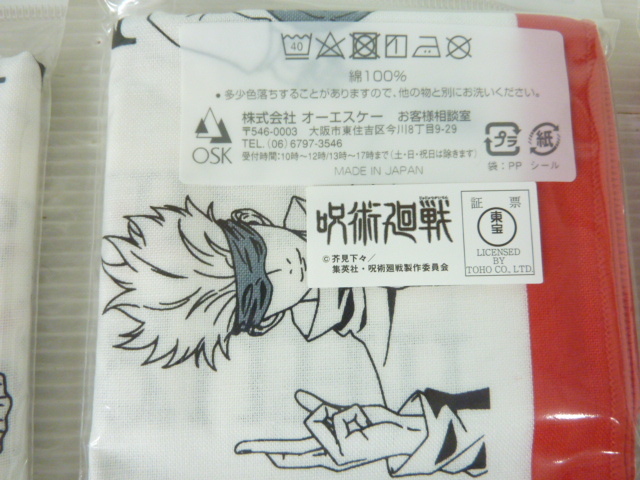 40
綿100%
●多少色落ちすることがありますので、他の物と別にお洗いください。
OSK
株式会社 オーエスケー　お客様相談室
〒546-0003　大阪市東住吉区今川8丁目9-29
TEL.(06) 6797-3546
受付時間:10時～12時/13時～17時まで(土・日・祝日は除きます)
MADE IN JAPAN
プラ
紙
袋：PP　シール
呪術廻戦
©芥見下々／
集英社・呪術廻戦製作委員会
証　票
東宝
LICENSED
BY
TOHO CO., LTD.